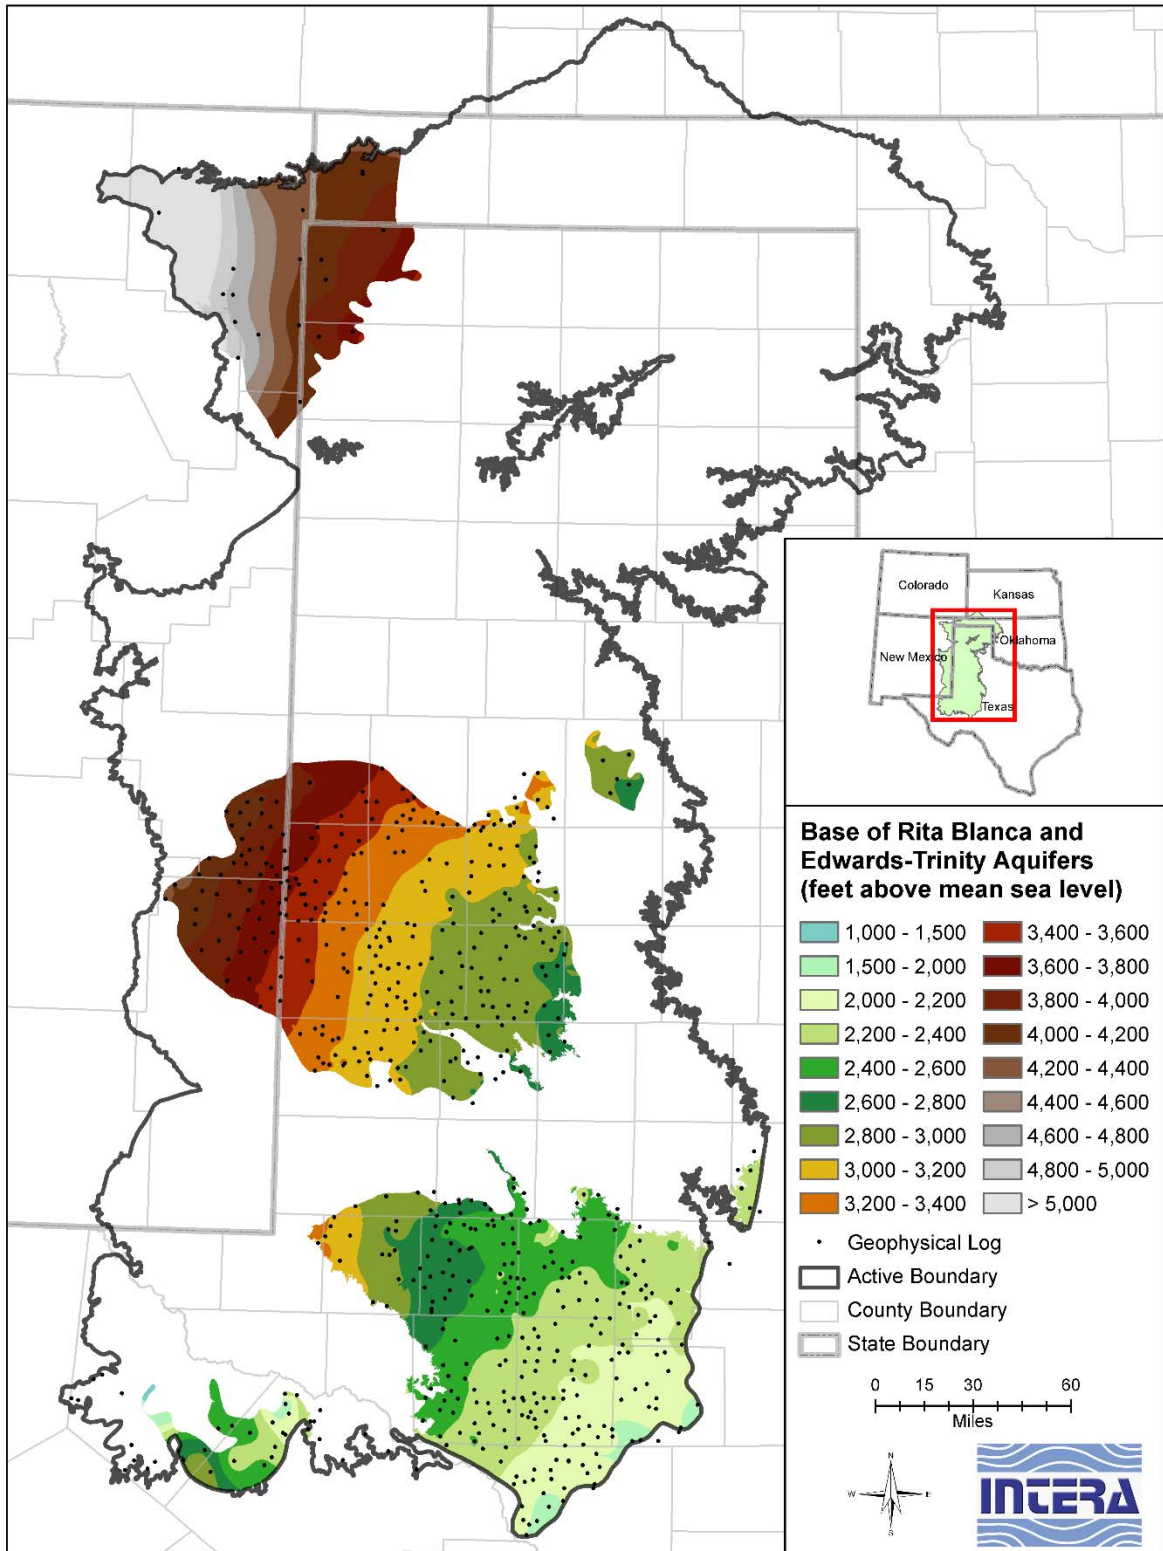 Colorado
Kansas
New Mexico
Oklahoma
Texas
Base of Rita Blanca and
Edwards-Trinity Aquifers
(feet above mean sea level)
1,000 - 1,500
3,400 - 3,600
1,500 - 2,000
3,600 - 3,800
2,000 - 2,200
3,800 - 4,000
2,200 - 2,400
4,000 - 4,200
2,400 - 2,600
4,200 - 4,400
2,600 - 2,800
4,400 - 4,600
2,800 - 3,000
4,600 - 4,800
3,000 - 3,200
4,800 - 5,000
3,200 - 3,400
> 5,000
Geophysical Log
Active Boundary
County Boundary
State Boundary
0 15 30 60
Miles
N
W E
S
INTERA